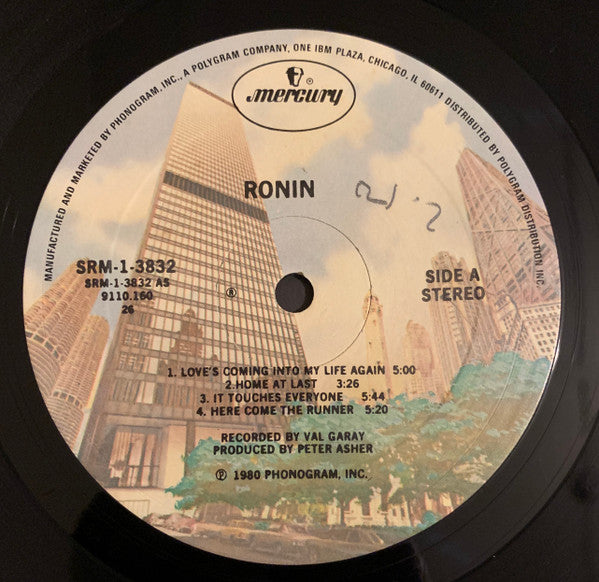 MANUFACTURED AND MARKETED BY PHONOGRAM, INC., A POLYGRAM COMPANY, ONE IBM PLAZA, CHICAGO, IL 60611 DISTRIBUTED BY POLYGRAM DISTRIBUTION INC.
®
mercury
RONIN
SRM-1-3832
SRM-1-3832 AS
9110.160
26
SIDE A
STEREO
1. LOVE'S COMING INTO MY LIFE AGAIN 5:00
2.HOME AT LAST 3:26
3. IT TOUCHES EVERYONE 5:44
4. HERE COME THE RUNNER 5:20
RECORDED BY VAL GARAY
PRODUCED BY PETER ASHER
℗ 1980 PHONOGRAM, INC.